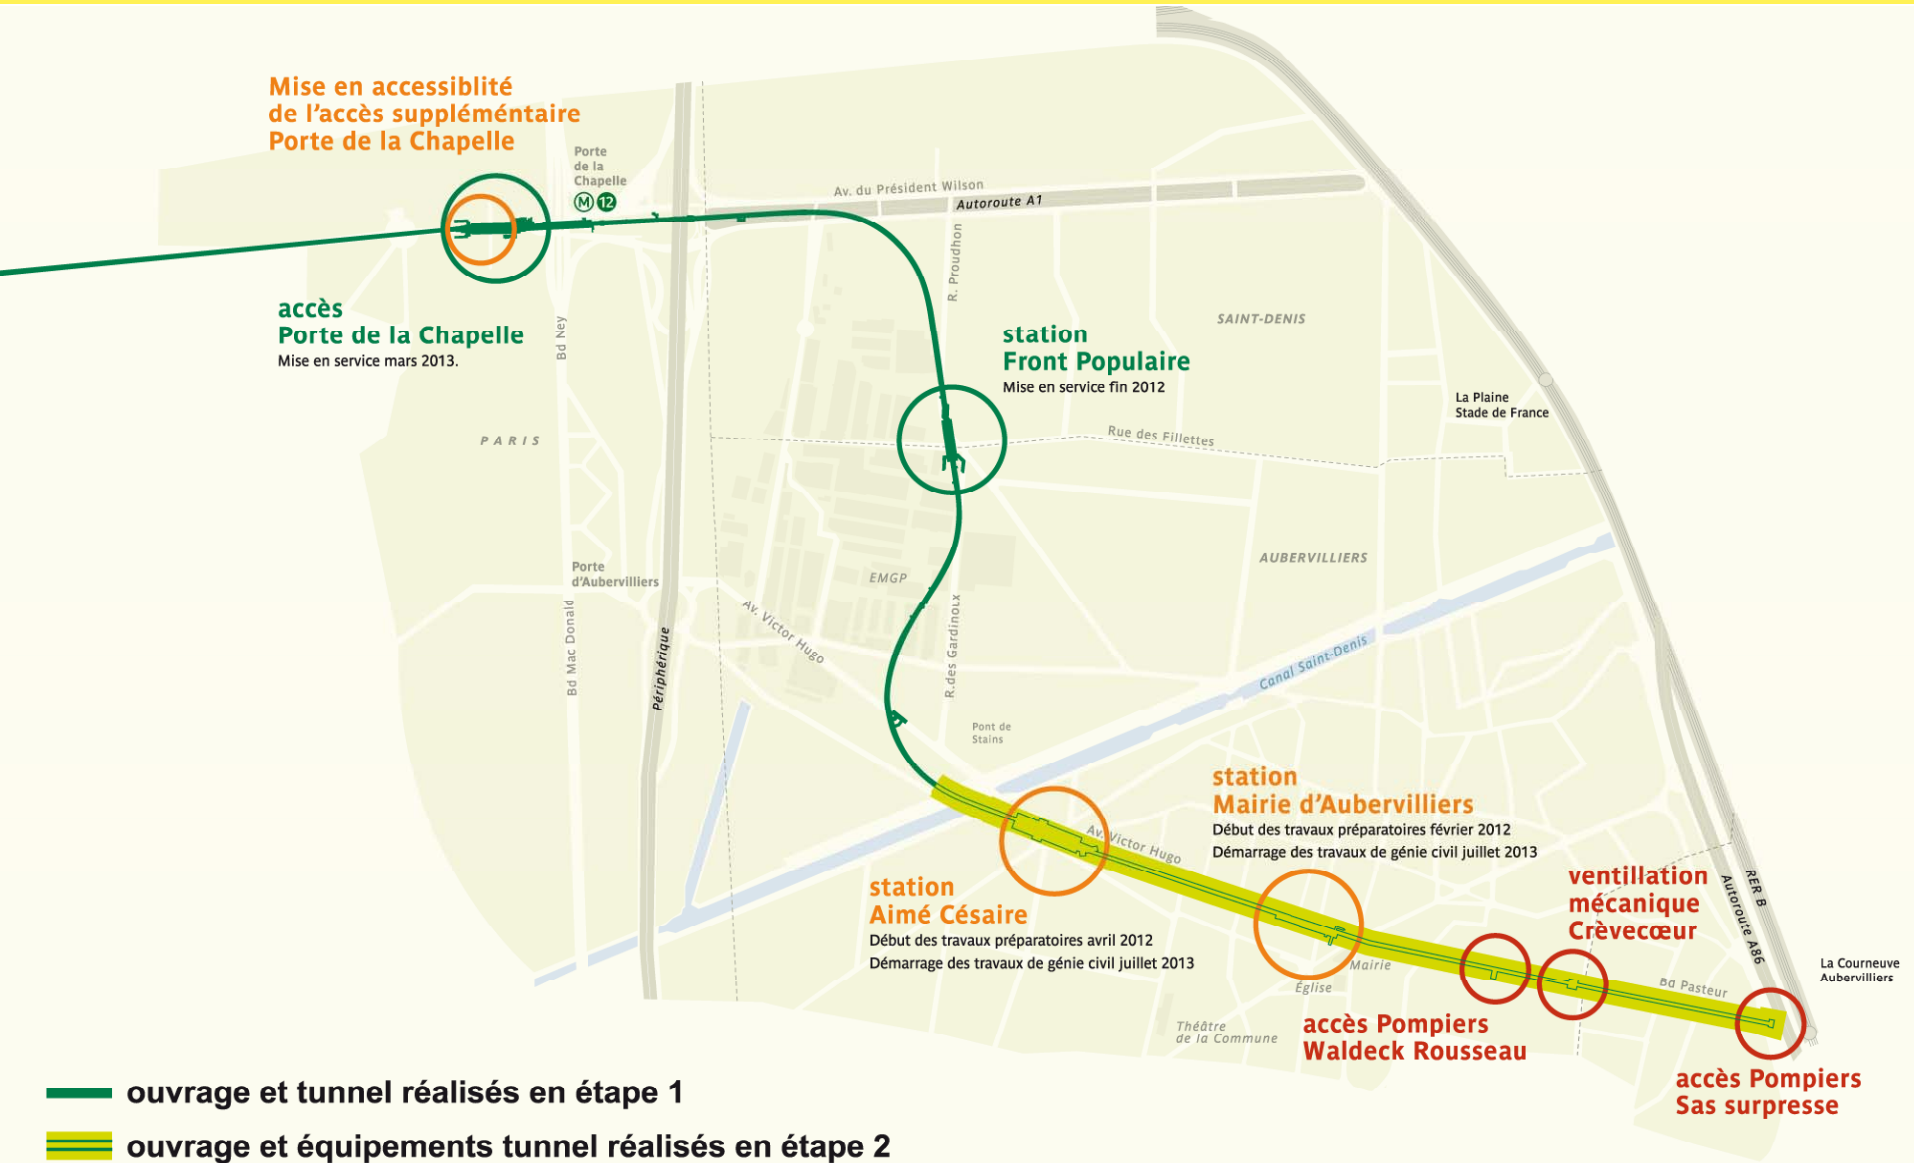 Mise en accessiblité
de l'accès suppléméntaire
Porte de la Chapelle
Porte
de la
Chapelle
M 12
Av. du Président Wilson
Autoroute A1
R. Proudhon
accès
Porte de la Chapelle
Mise en service mars 2013.
Bd Ney
station
Front Populaire
Mise en service fin 2012
SAINT-DENIS
La Plaine
Stade de France
PARIS
Rue des Fillettes
Porte
d'Aubervilliers
EMGP
AUBERVILLIERS
Av. Victor Hugo
R.des Gardinoux
Bd Mac Donald
Périphérique
Canal Saint-Denis
Pont de
Stains
station
Mairie d'Aubervilliers
Début des travaux préparatoires février 2012
Démarrage des travaux de génie civil juillet 2013
Av. Victor Hugo
station
Aimé Césaire
Début des travaux préparatoires avril 2012
Démarrage des travaux de génie civil juillet 2013
ventillation
mécanique
Crèvecœur
RER B
Autoroute A86
Mairie
Église
La Courneuve
Aubervilliers
Bd Pasteur
Théâtre
de la Commune
accès Pompiers
Waldeck Rousseau
accès Pompiers
Sas surpresse
ouvrage et tunnel réalisés en étape 1
ouvrage et équipements tunnel réalisés en étape 2